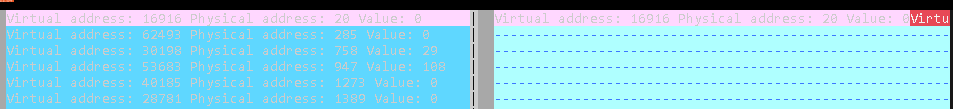 Virtual address: 16916 Physical address: 20 Value: 0
Virtual address: 62493 Physical address: 285 Value: 0
Virtual address: 30198 Physical address: 758 Value: 29
Virtual address: 53683 Physical address: 947 Value: 108
Virtual address: 40185 Physical address: 1273 Value: 0
Virtual address: 28781 Physical address: 1389 Value: 0
Virtual address: 16916 Physical address: 20 Value: 0Virtu